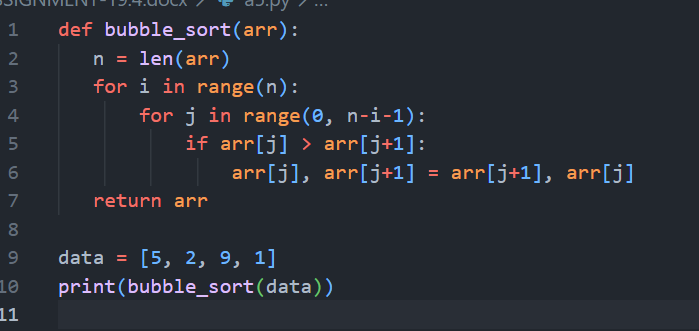 SSIGNMENT-19.4.docx > a5.py > ...
1 def bubble_sort(arr):
2     n = len(arr)
3     for i in range(n):
4         for j in range(0, n-i-1):
5             if arr[j] > arr[j+1]:
6                 arr[j], arr[j+1] = arr[j+1], arr[j]
7     return arr
8
9 data = [5, 2, 9, 1]
10 print(bubble_sort(data))
11